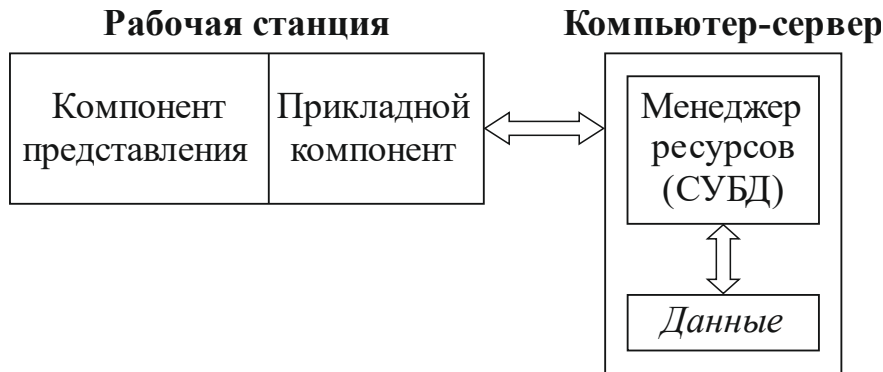 Рабочая станция
Компьютер-сервер
Компонент
представления
Прикладной
компонент
Менеджер
ресурсов
(СУБД)
Данные